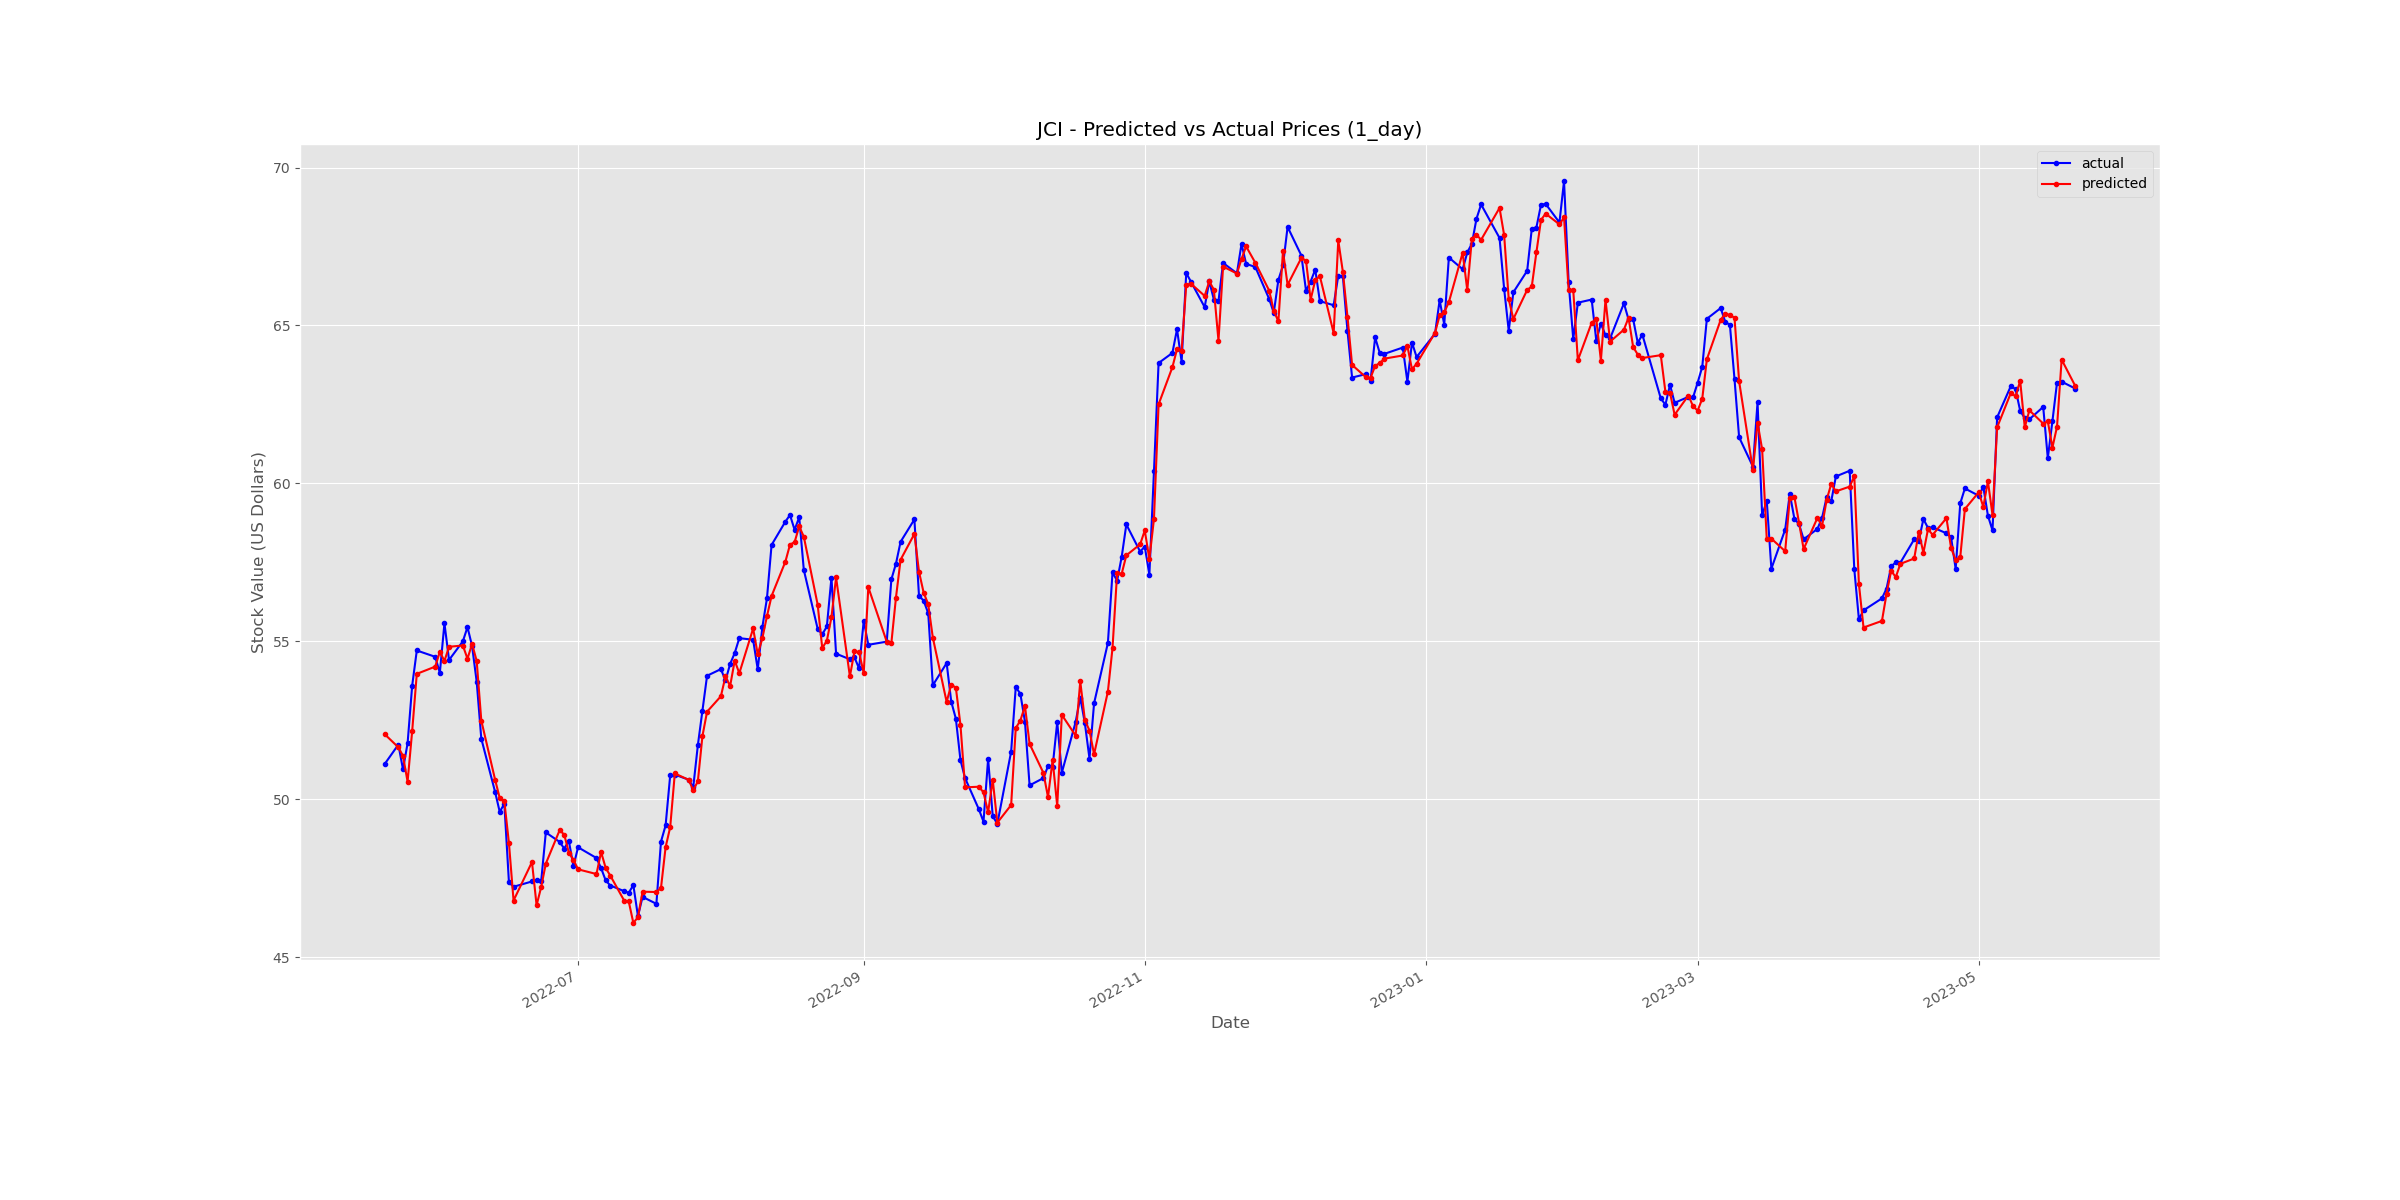 JCI - Predicted vs Actual Prices (1_day)
actual
predicted
70
65
60
55
50
45
Stock Value (US Dollars)
2022-07
2022-09
2022-11
2023-01
2023-03
2023-05
Date